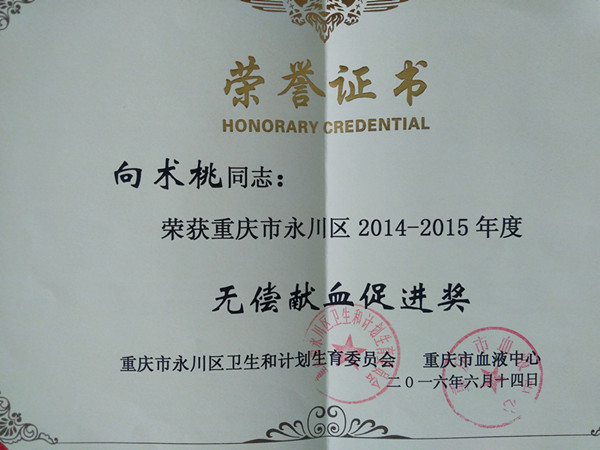 荣誉证书
HONORARY CREDENTIAL
向术桃同志：
荣获重庆市永川区 2014-2015 年度
无偿献血促进奖
重庆市永川区卫生和计划生育委员会 重庆市血液中心
二0一六年六月十四日